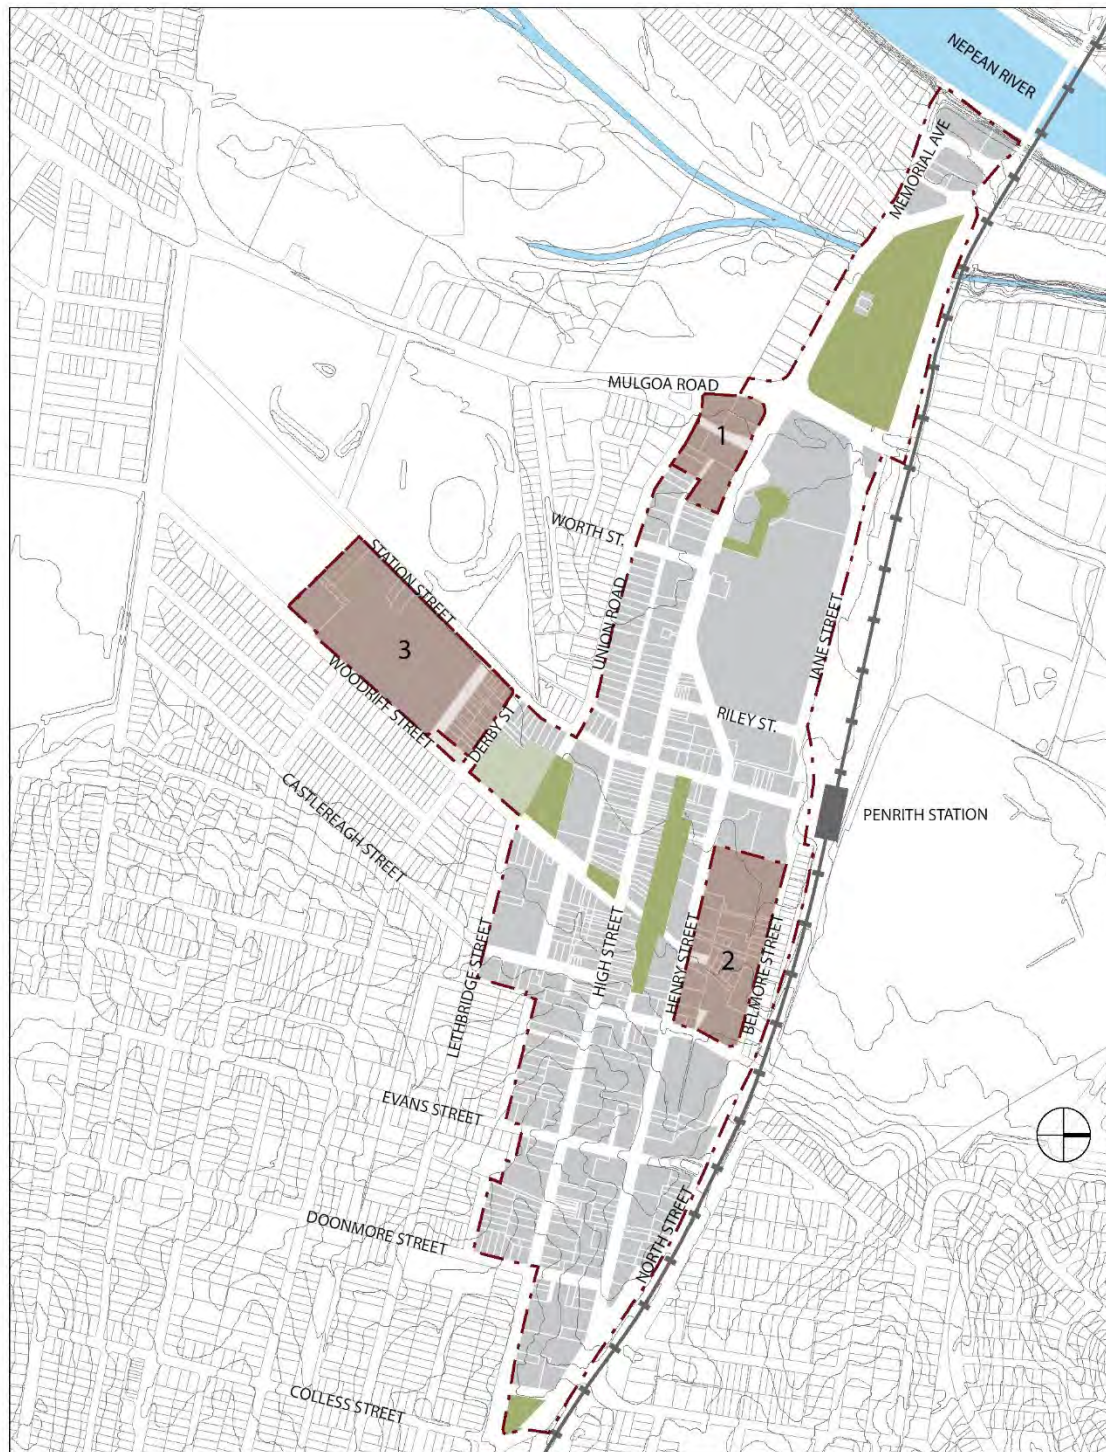 NEPEAN RIVER
MEMORIAL AVE
MULGOA ROAD
1
WORTH ST.
STATION STREET
UNION ROAD
JANE STREET
3
WOODRIFF STREET
DERBY ST
RILEY ST.
CASTLEREAGH STREET
PENRITH STATION
LETHBRIDGE STREET
HIGH STREET
HENRY STREET
2
BELMORE STREET
EVANS STREET
DOONMORE STREET
NORTH STREET
COLLESS STREET